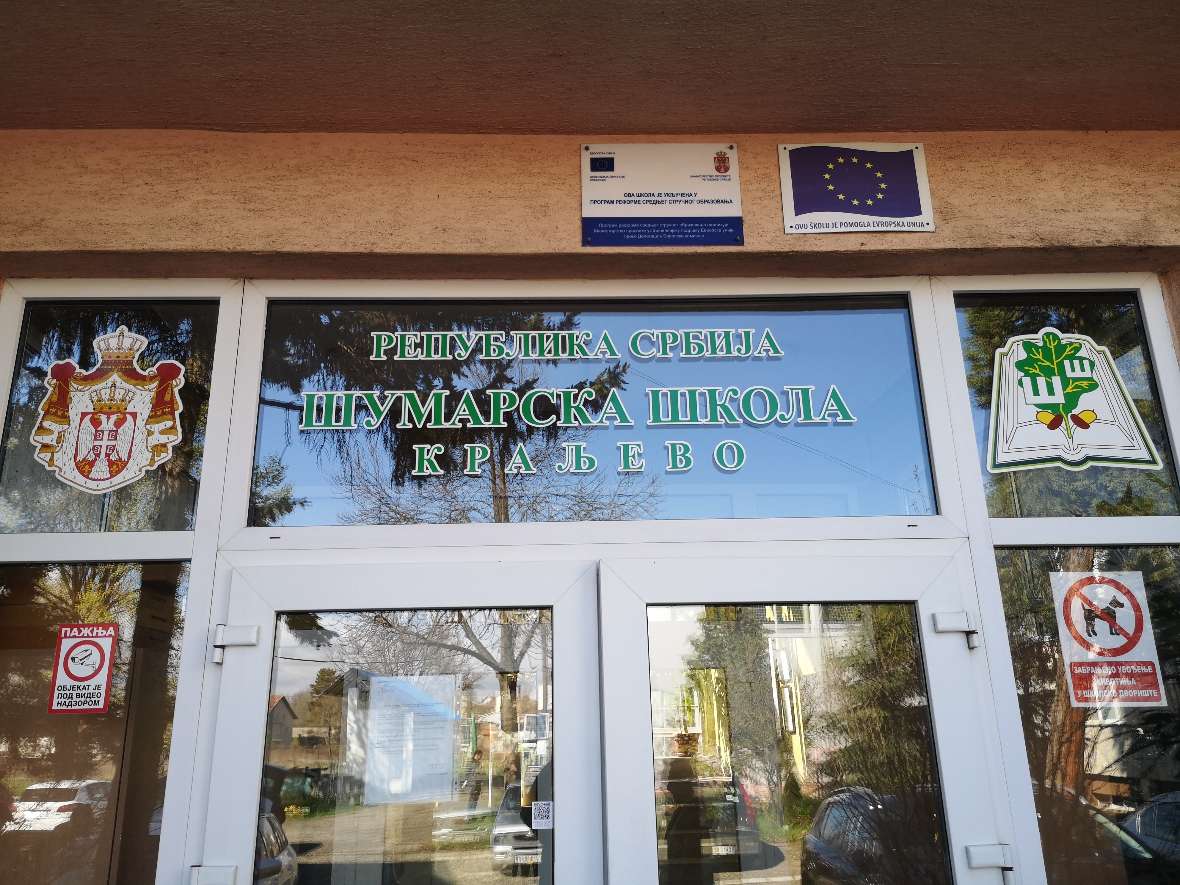 ОВА ШКОЛА ЈЕ УКЉУЧЕНА У
ПРОГРАМ РЕФОРМЕ СРЕДЊЕГ СТРУЧНОГ ОБРАЗОВАЊА
OVU ŠKOLU JE POMOGLA EVROPSKA UNIJA
РЕПУБЛИКА СРБИЈА
ШУМАРСКА ШКОЛА
КРАЉЕВО
ПАЖЊА
ОБЈЕКАТ ЈЕ
ПОД ВИДЕО
НАДЗОРОМ
ЗАБРАЊЕНО УВОЂЕЊЕ
ЖИВОТИЊА
У ШКОЛСКО ДВОРИШТЕ